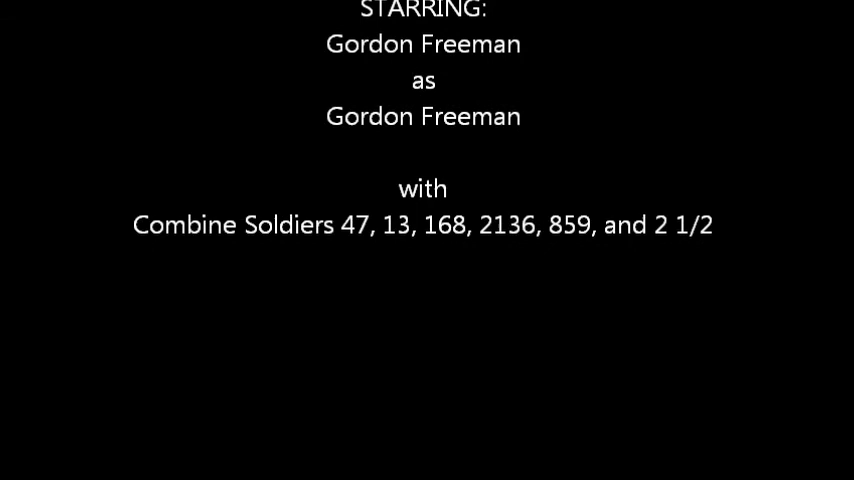 STARRING:
Gordon Freeman
as
Gordon Freeman
with
Combine Soldiers 47, 13, 168, 2136, 859, and 2 1/2